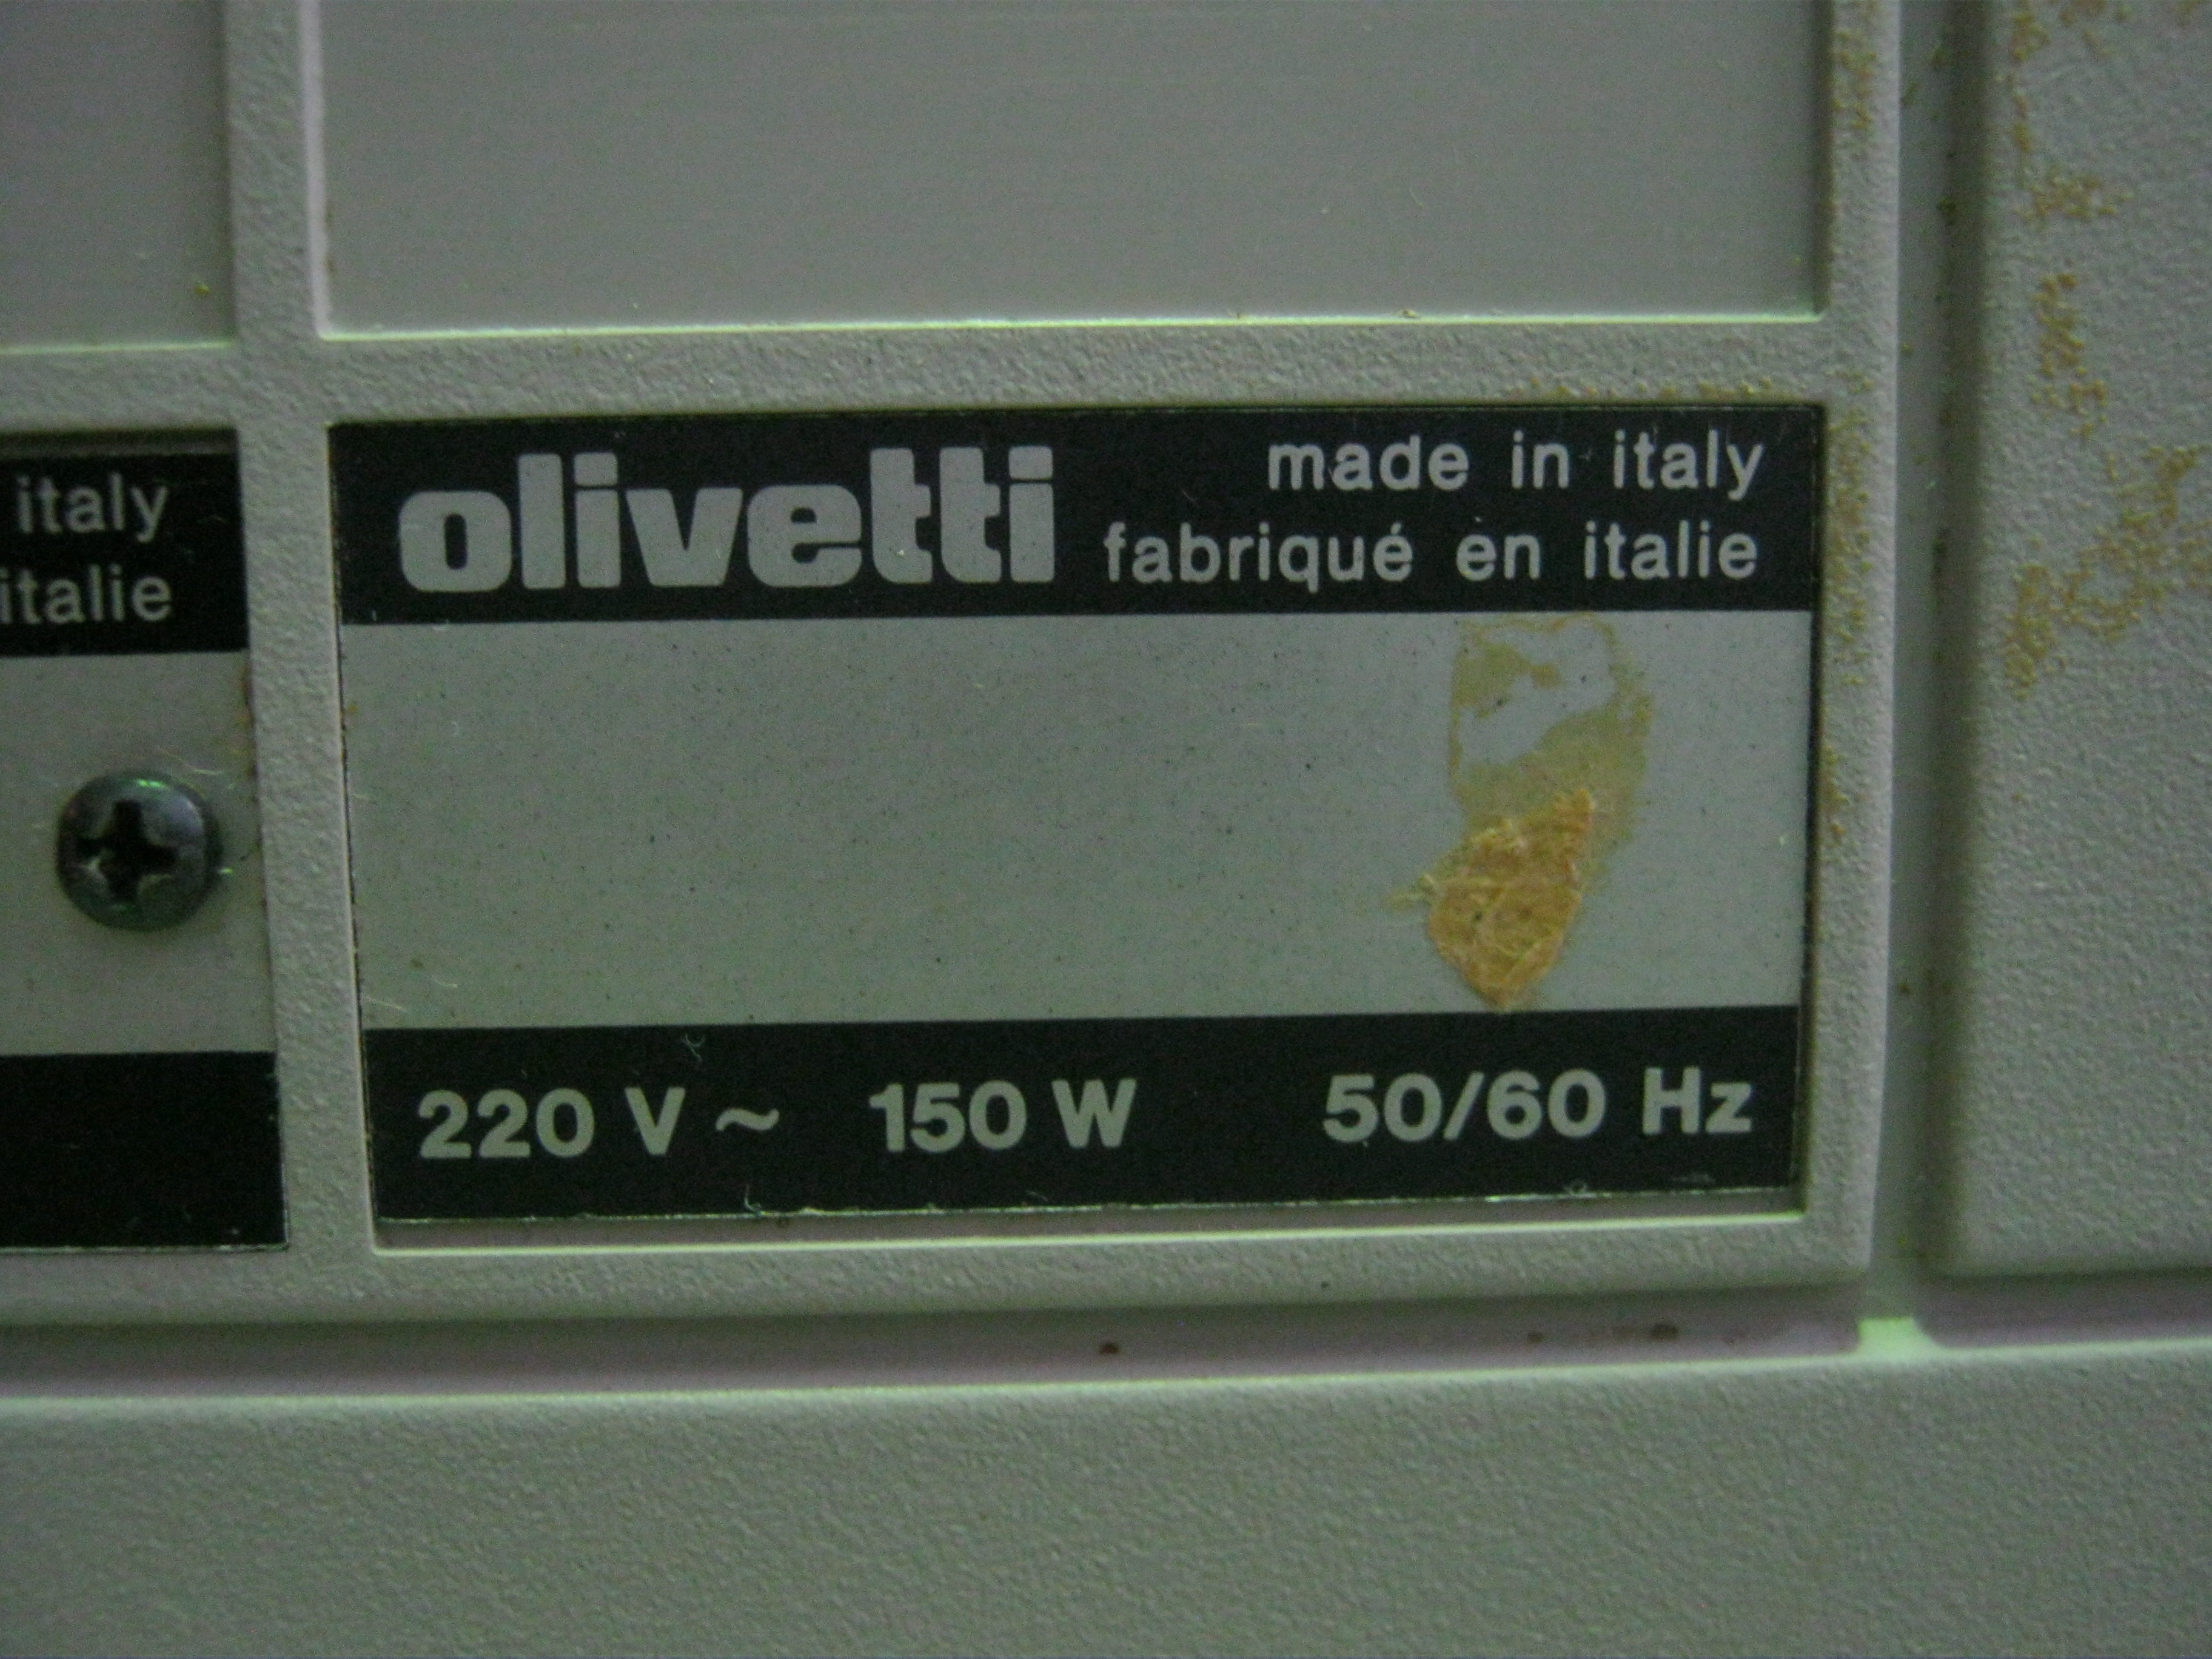 italy
italie
olivetti
made in italy
fabriqué en italie
220 V ~ 150 W 50/60 Hz